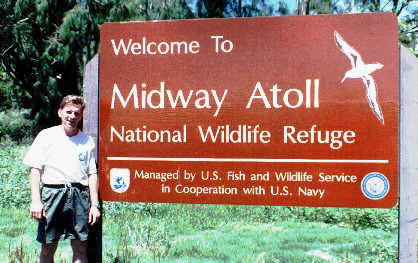 Welcome To
Midway Atoll
National Wildlife Refuge
Managed by U.S. Fish and Wildlife Service
in Cooperation with U.S. Navy